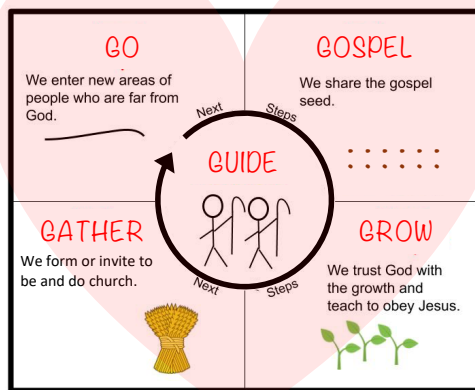 GO
We enter new areas of
people who are far from
God.
GOSPEL
We share the gospel
seed.
Next Steps
GUIDE
GATHER
We form or invite to
be and do church.
GROW
We trust God with
the growth and
teach to obey Jesus.
Next Steps